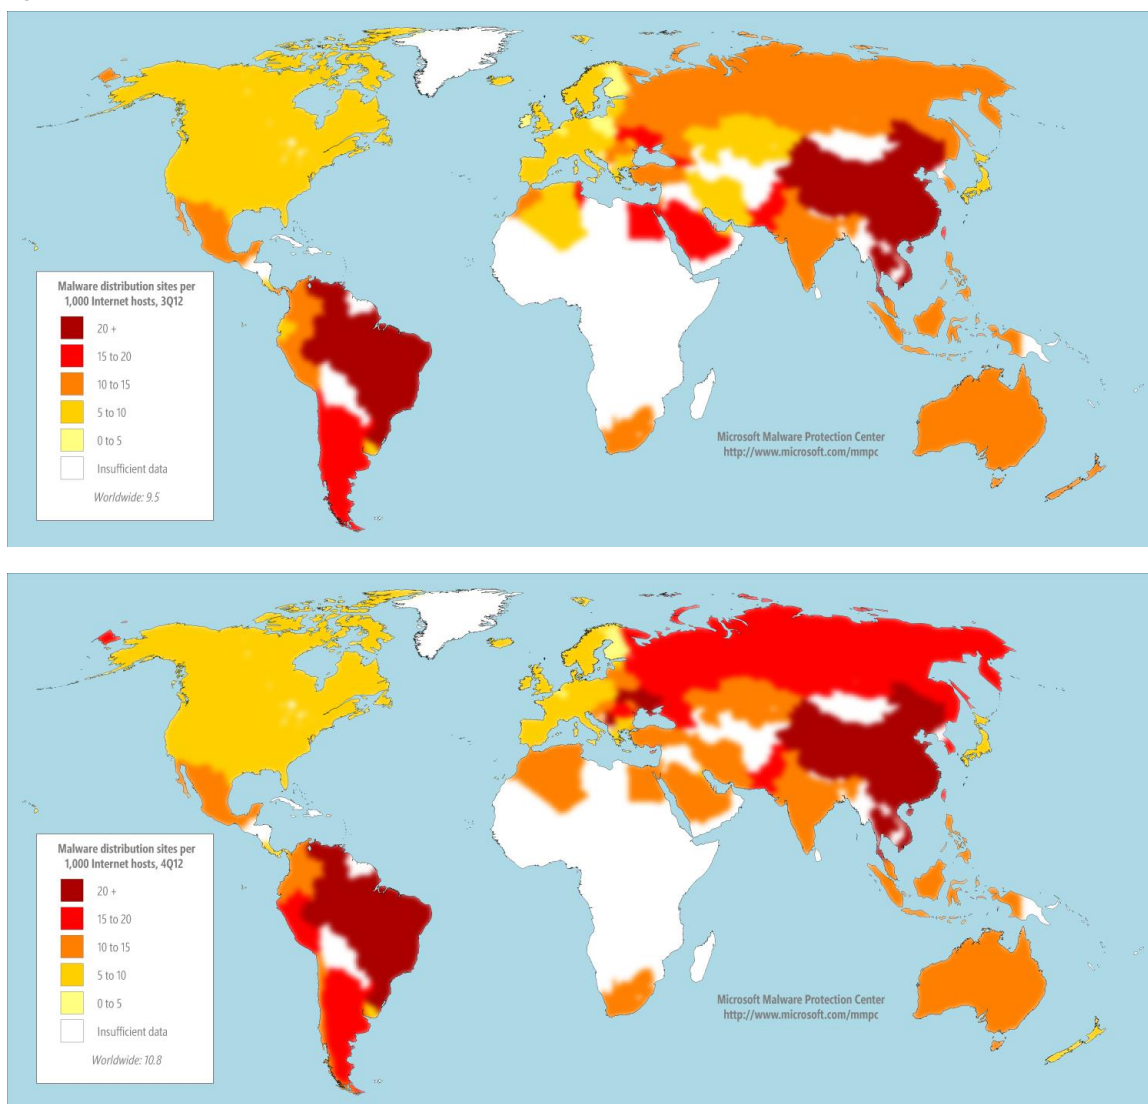 Malware distribution sites per
1,000 Internet hosts, 3Q12
20 +
15 to 20
10 to 15
5 to 10
0 to 5
Insufficient data
Worldwide: 9.5
Microsoft Malware Protection Center
http://www.microsoft.com/mmpc
Malware distribution sites per
1,000 Internet hosts, 4Q12
20 +
15 to 20
10 to 15
5 to 10
0 to 5
Insufficient data
Worldwide: 10.8
Microsoft Malware Protection Center
http://www.microsoft.com/mmpc